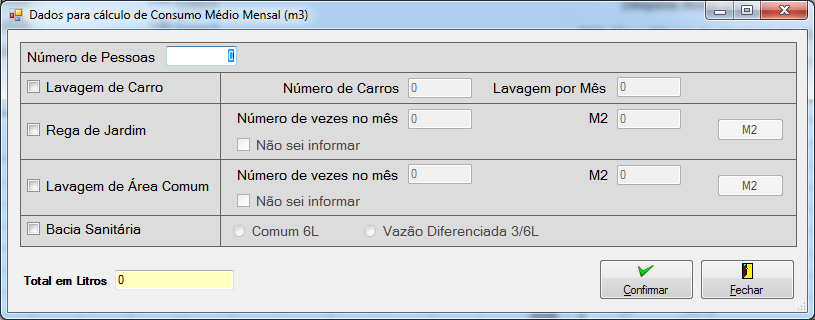 Dados para cálculo de Consumo Médio Mensal (m3)
Número de Pessoas 0
Lavagem de Carro Número de Carros 0 Lavagem por Mês 0
Rega de Jardim Número de vezes no mês 0 M2 0 M2
Não sei informar
Lavagem de Área Comum Número de vezes no mês 0 M2 0 M2
Não sei informar
Bacia Sanitária Comum 6L Vazão Diferenciada 3/6L
Total em Litros 0 Confirmar Fechar